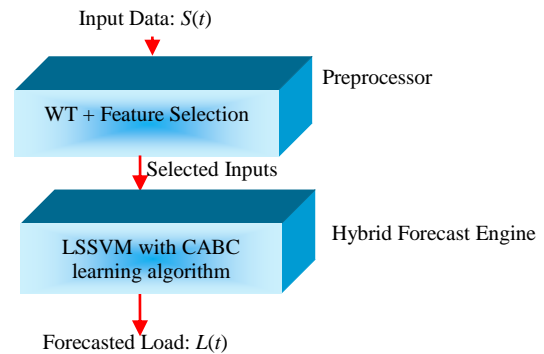 Input Data: S(t)
Preprocessor
WT + Feature Selection
Selected Inputs
Hybrid Forecast Engine
LSSVM with CABC
learning algorithm
Forecasted Load: L(t)